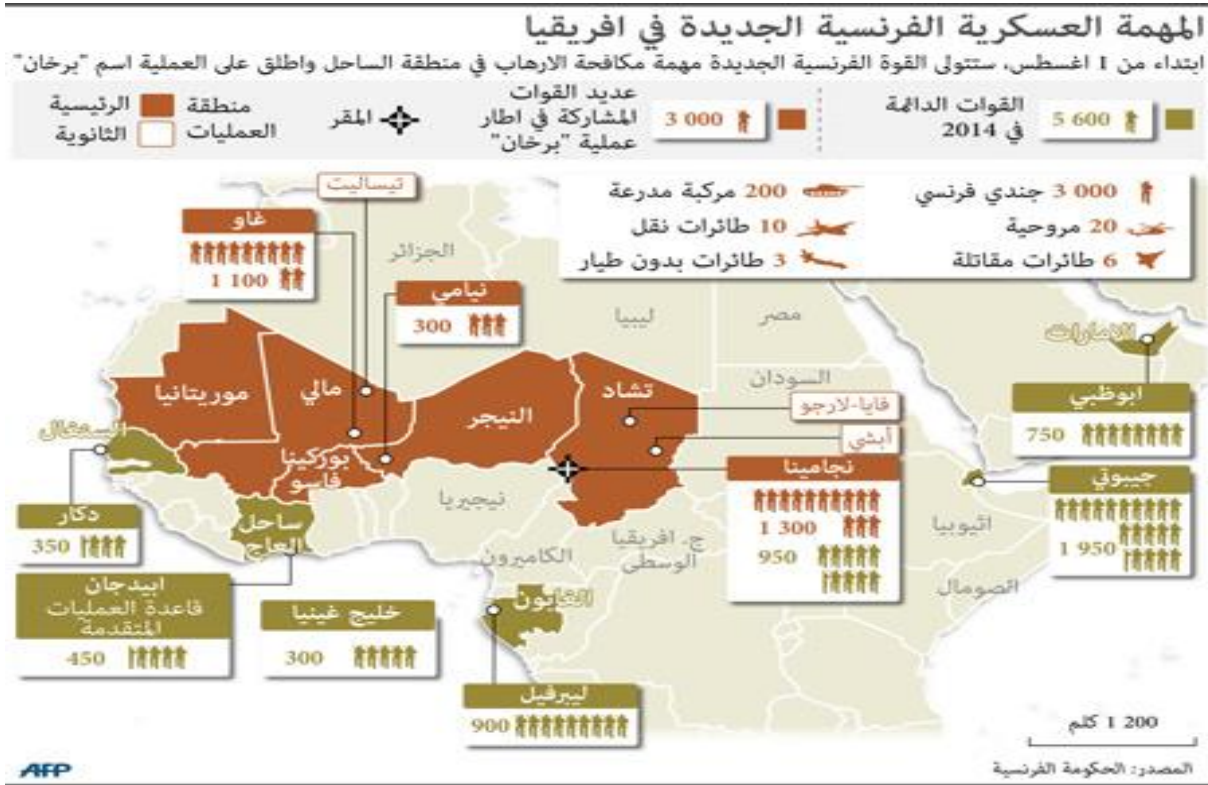 المهمة العسكرية الفرنسية الجديدة في افريقيا
ابتداء من 1 اغسطس، ستتولى القوة الفرنسية الجديدة مهمة مكافحة الارهاب في منطقة الساحل واطلق على العملية اسم "برخان"
القوات الدائمة
في 2014
5 600
عديد القوات
المشاركة في اطار
عملية "برخان"
3 000
المقر
منطقة
العمليات
الرئيسية
الثانوية
3 000 جندي فرنسي
200 مركبة مدرعة
20 مروحية
10 طائرات نقل
6 طائرات مقاتلة
3 طائرات بدون طيار
تيساليت
غاو
1 100
الجزائر
نيامي
300
ليبيا
مصر
الامارات
السودان
موريتانيا
مالي
النيجر
تشاد
فايا-لارجو
أبشي
ابوظبي
750
السنغال
بوركينا
فاسو
نجامينا
1 300
950
نيجيريا
جيبوتي
1 950
اثيوبيا
دكار
350
ساحل
العاج
الكاميرون
ج. افريقيا
الوسطى
الصومال
ابيدجان
قاعدة العمليات
المتقدمة
450
خليج غينيا
300
الغابون
ليبرفيل
900
1 200 كلم
المصدر: الحكومة الفرنسية
AFP